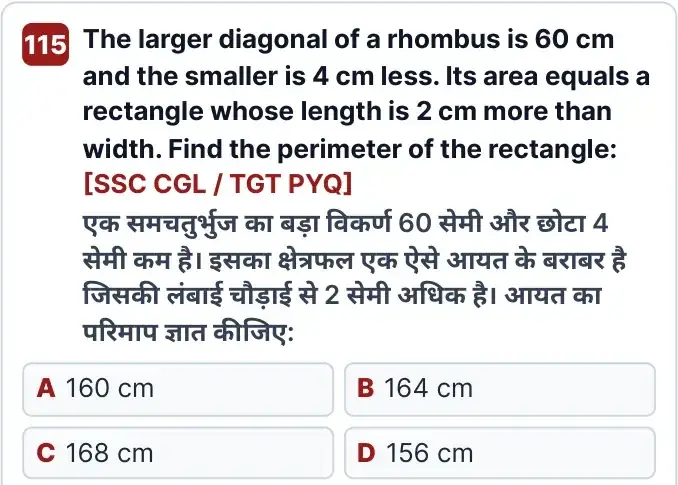 115 The larger diagonal of a rhombus is 60 cm
and the smaller is 4 cm less. Its area equals a
rectangle whose length is 2 cm more than
width. Find the perimeter of the rectangle:
[SSC CGL / TGT PYQ]
एक समचतुर्भुज का बड़ा विकर्ण 60 सेमी और छोटा 4
सेमी कम है। इसका क्षेत्रफल एक ऐसे आयत के बराबर है
जिसकी लंबाई चौड़ाई से 2 सेमी अधिक है। आयत का
परिमाप ज्ञात कीजिए:
A 160 cm
B 164 cm
C 168 cm
D 156 cm